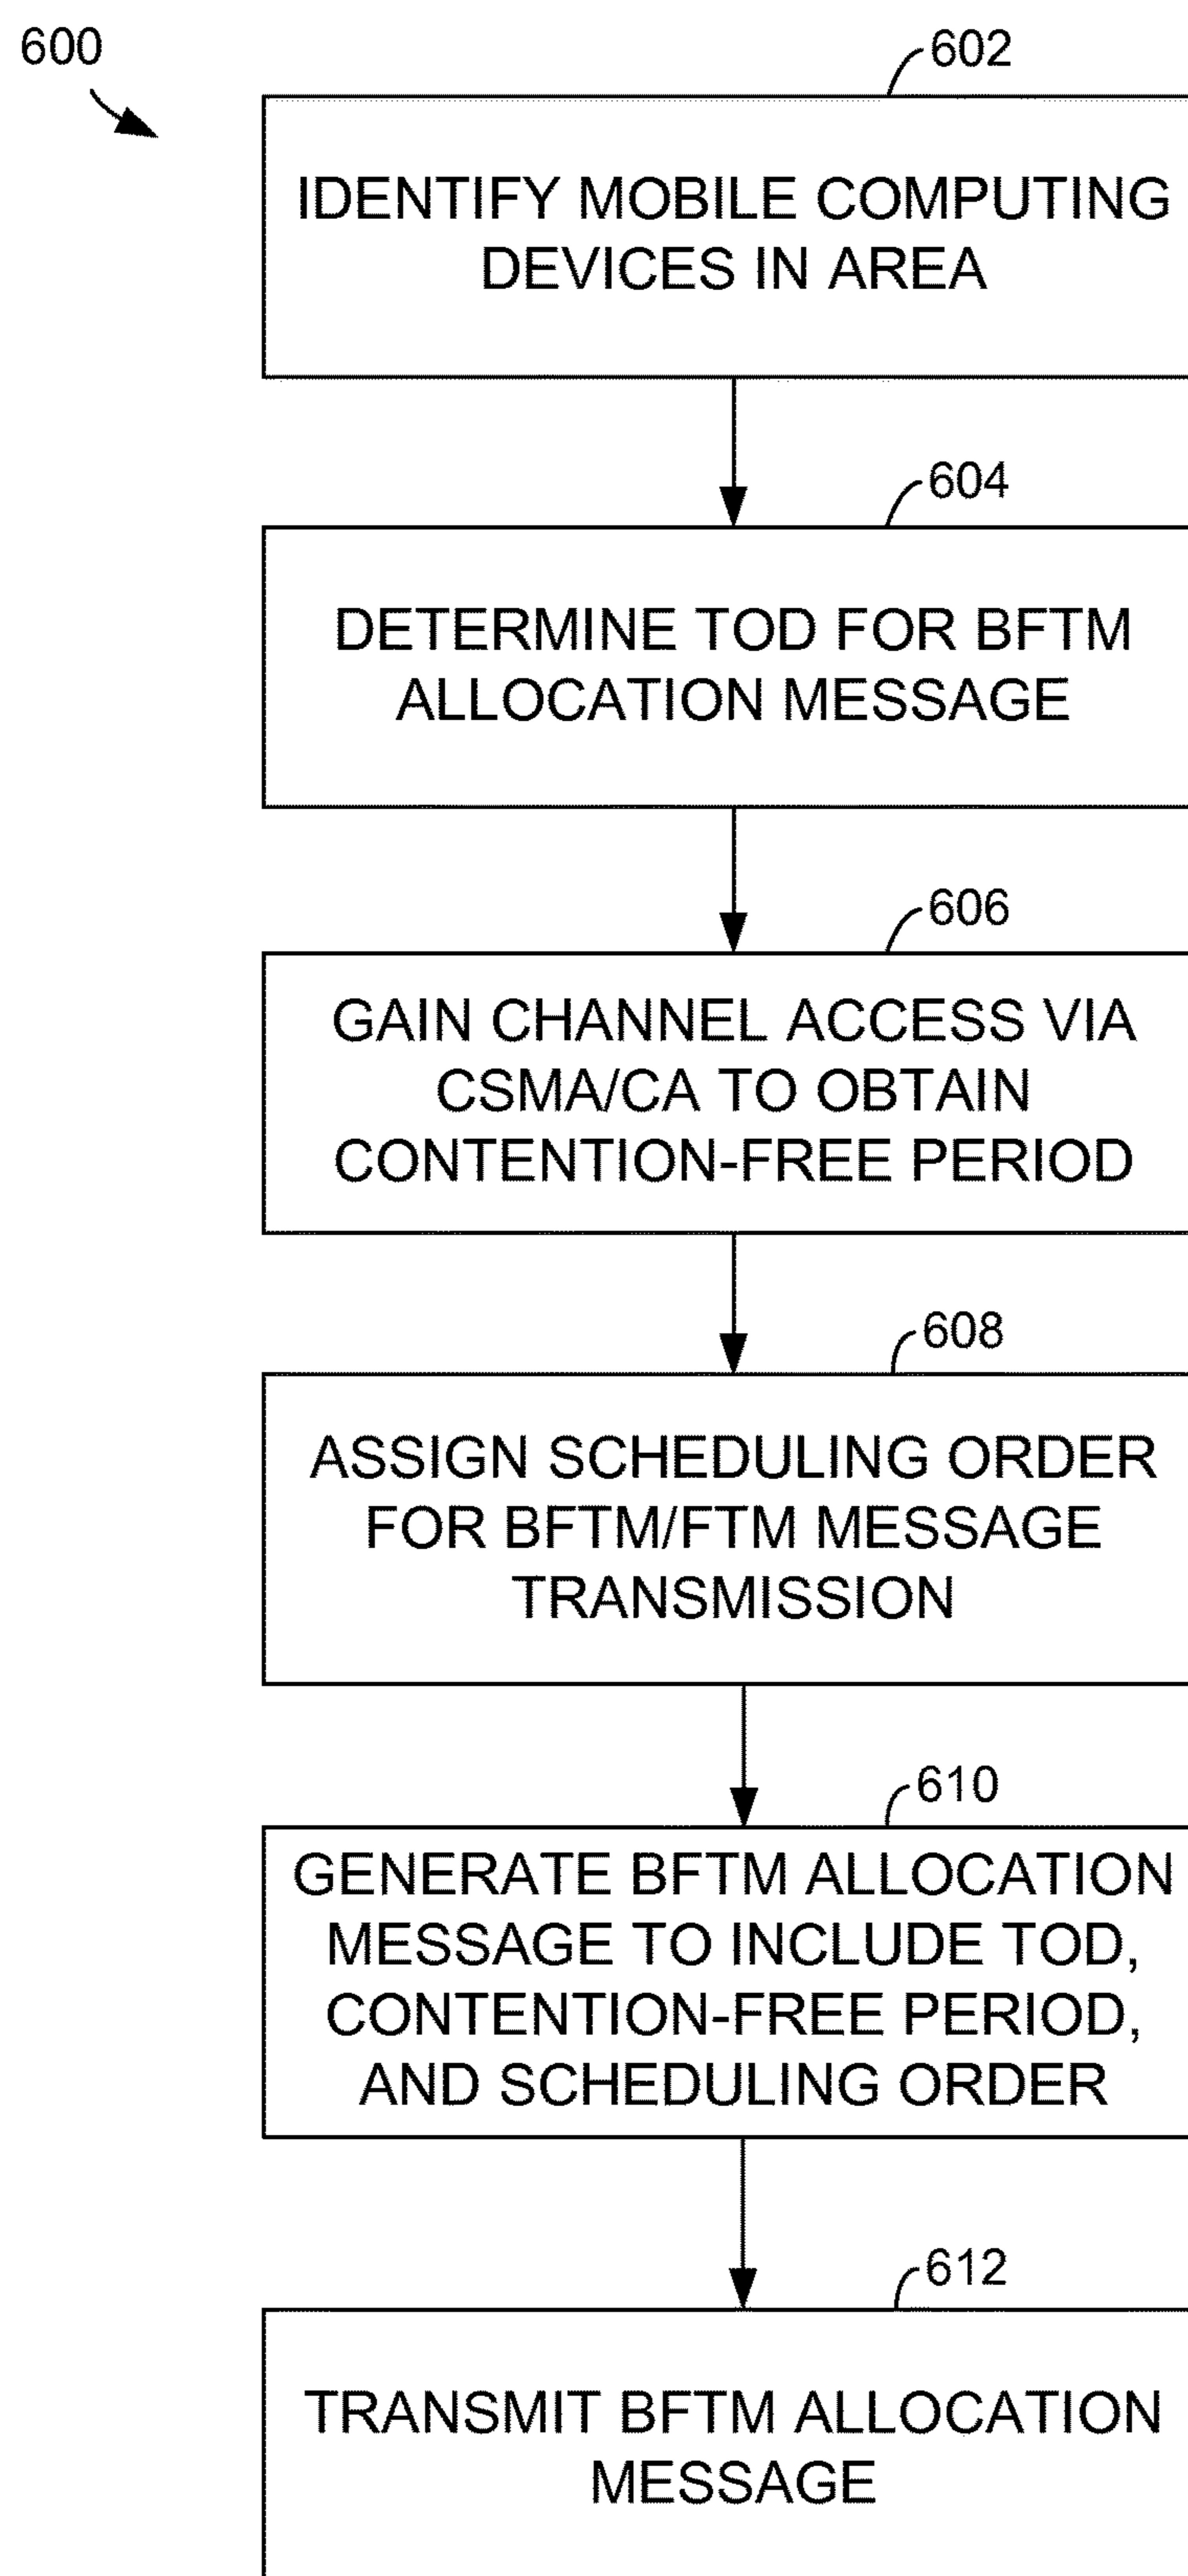 600
602
IDENTIFY MOBILE COMPUTING
DEVICES IN AREA
604
DETERMINE TOD FOR BFTM
ALLOCATION MESSAGE
606
GAIN CHANNEL ACCESS VIA
CSMA/CA TO OBTAIN
CONTENTION-FREE PERIOD
608
ASSIGN SCHEDULING ORDER
FOR BFTM/FTM MESSAGE
TRANSMISSION
610
GENERATE BFTM ALLOCATION
MESSAGE TO INCLUDE TOD,
CONTENTION-FREE PERIOD,
AND SCHEDULING ORDER
612
TRANSMIT BFTM ALLOCATION
MESSAGE